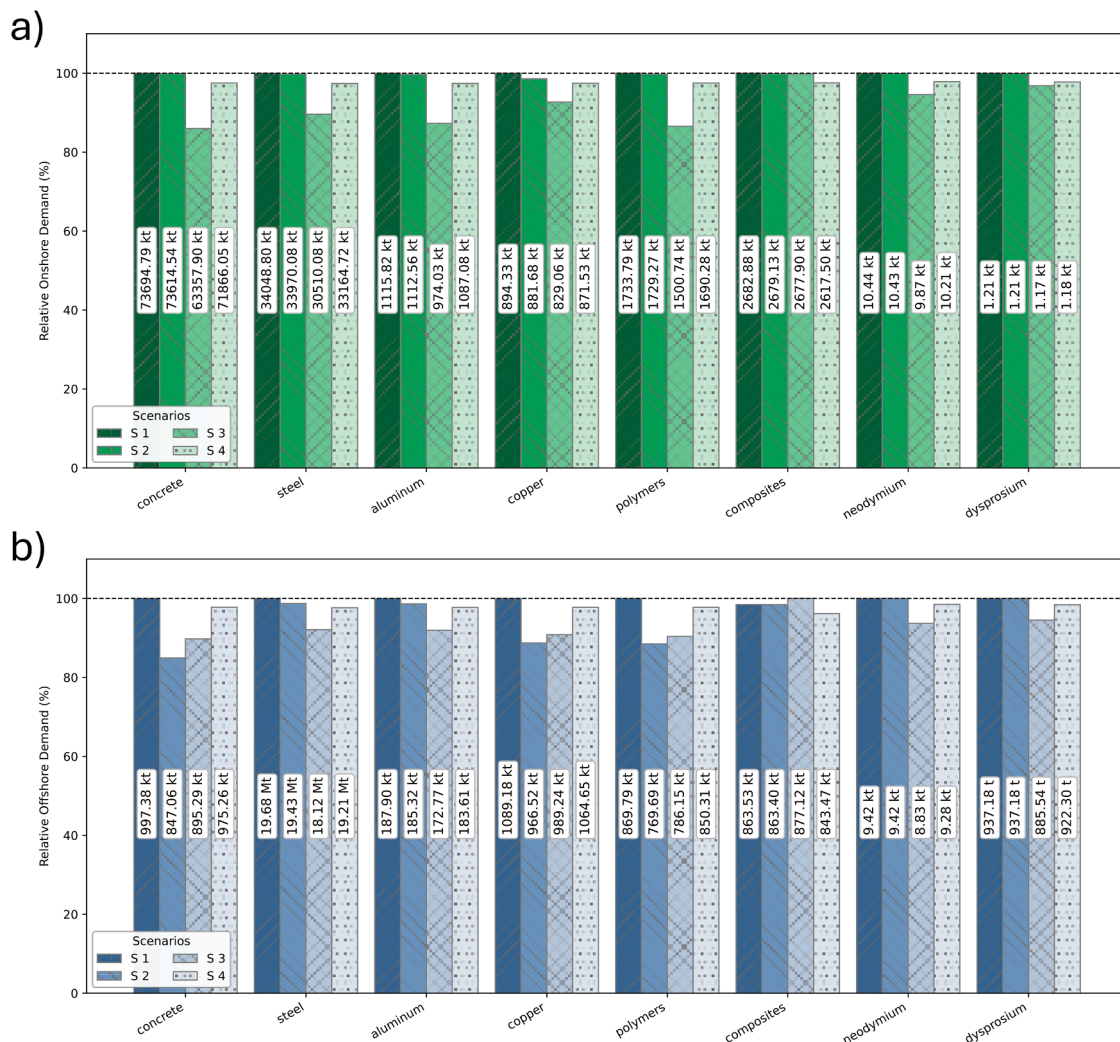 a)
Relative Onshore Demand (%)
100
80
60
40
20
0
73694.79 kt
73614.54 kt
63357.90 kt
71866.05 kt
34048.80 kt
33970.08 kt
30510.08 kt
33164.72 kt
1115.82 kt
1112.56 kt
974.03 kt
1087.08 kt
894.33 kt
881.68 kt
829.06 kt
871.53 kt
1733.79 kt
1729.27 kt
1500.74 kt
1690.28 kt
2682.88 kt
2679.13 kt
2677.90 kt
2617.50 kt
10.44 kt
10.43 kt
9.87 kt
10.21 kt
1.21 kt
1.21 kt
1.17 kt
1.18 kt
Scenarios
S 1
S 2
S 3
S 4
concrete
steel
aluminum
copper
polymers
composites
neodymium
dysprosium
b)
Relative Offshore Demand (%)
100
80
60
40
20
0
997.38 kt
847.06 kt
895.29 kt
975.26 kt
19.68 Mt
19.43 Mt
18.12 Mt
19.21 Mt
187.90 kt
185.32 kt
172.77 kt
183.61 kt
1089.18 kt
966.52 kt
989.24 kt
1064.65 kt
869.79 kt
769.69 kt
786.15 kt
850.31 kt
863.53 kt
863.40 kt
877.12 kt
843.47 kt
9.42 kt
9.42 kt
8.83 kt
9.28 kt
937.18 t
937.18 t
885.54 t
922.30 t
Scenarios
S 1
S 2
S 3
S 4
concrete
steel
aluminum
copper
polymers
composites
neodymium
dysprosium